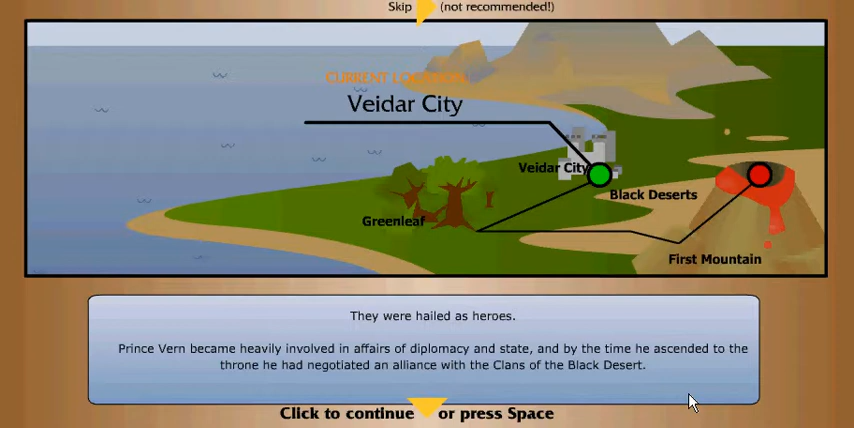 Skip (not recommended!)
CURRENT LOCATION
Veidar City
Veidar City
Black Deserts
Greenleaf
First Mountain
They were hailed as heroes.
Prince Vern became heavily involved in affairs of diplomacy and state, and by the time he ascended to the
throne he had negotiated an alliance with the Clans of the Black Desert.
Click to continue or press Space